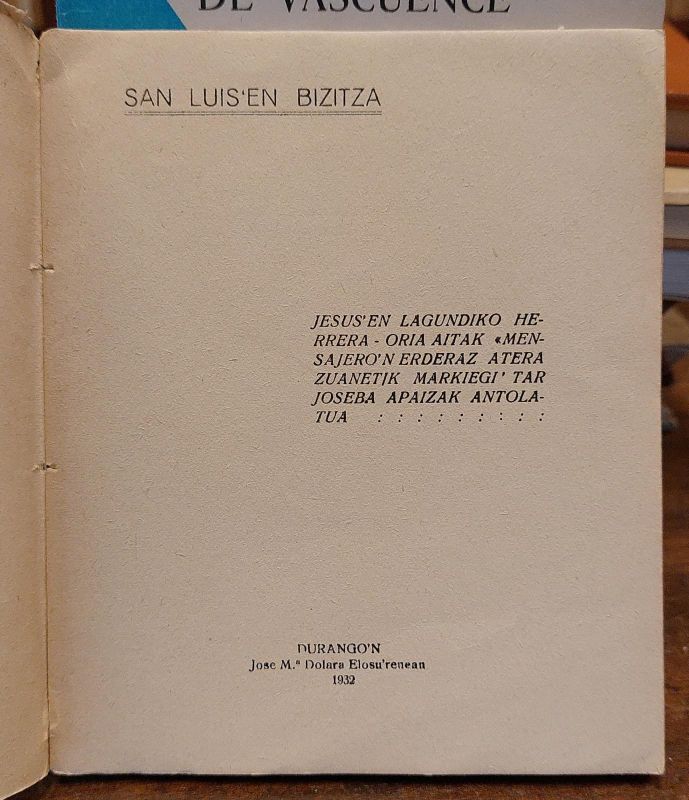 DE VASCUENCE
SAN LUIS'EN BIZITZA
JESUS'EN LAGUNDIKO HE-
RRERA - ORIA AITAK «MEN-
SAJERO'N ERDERAZ ATERA
ZUANETIK MARKIEGI'TAR
JOSEBA APAIZAK ANTOLA-
TUA : : : : : : : : :
DURANGO'N
Jose M.ª Dolara Elosu'renean
1932